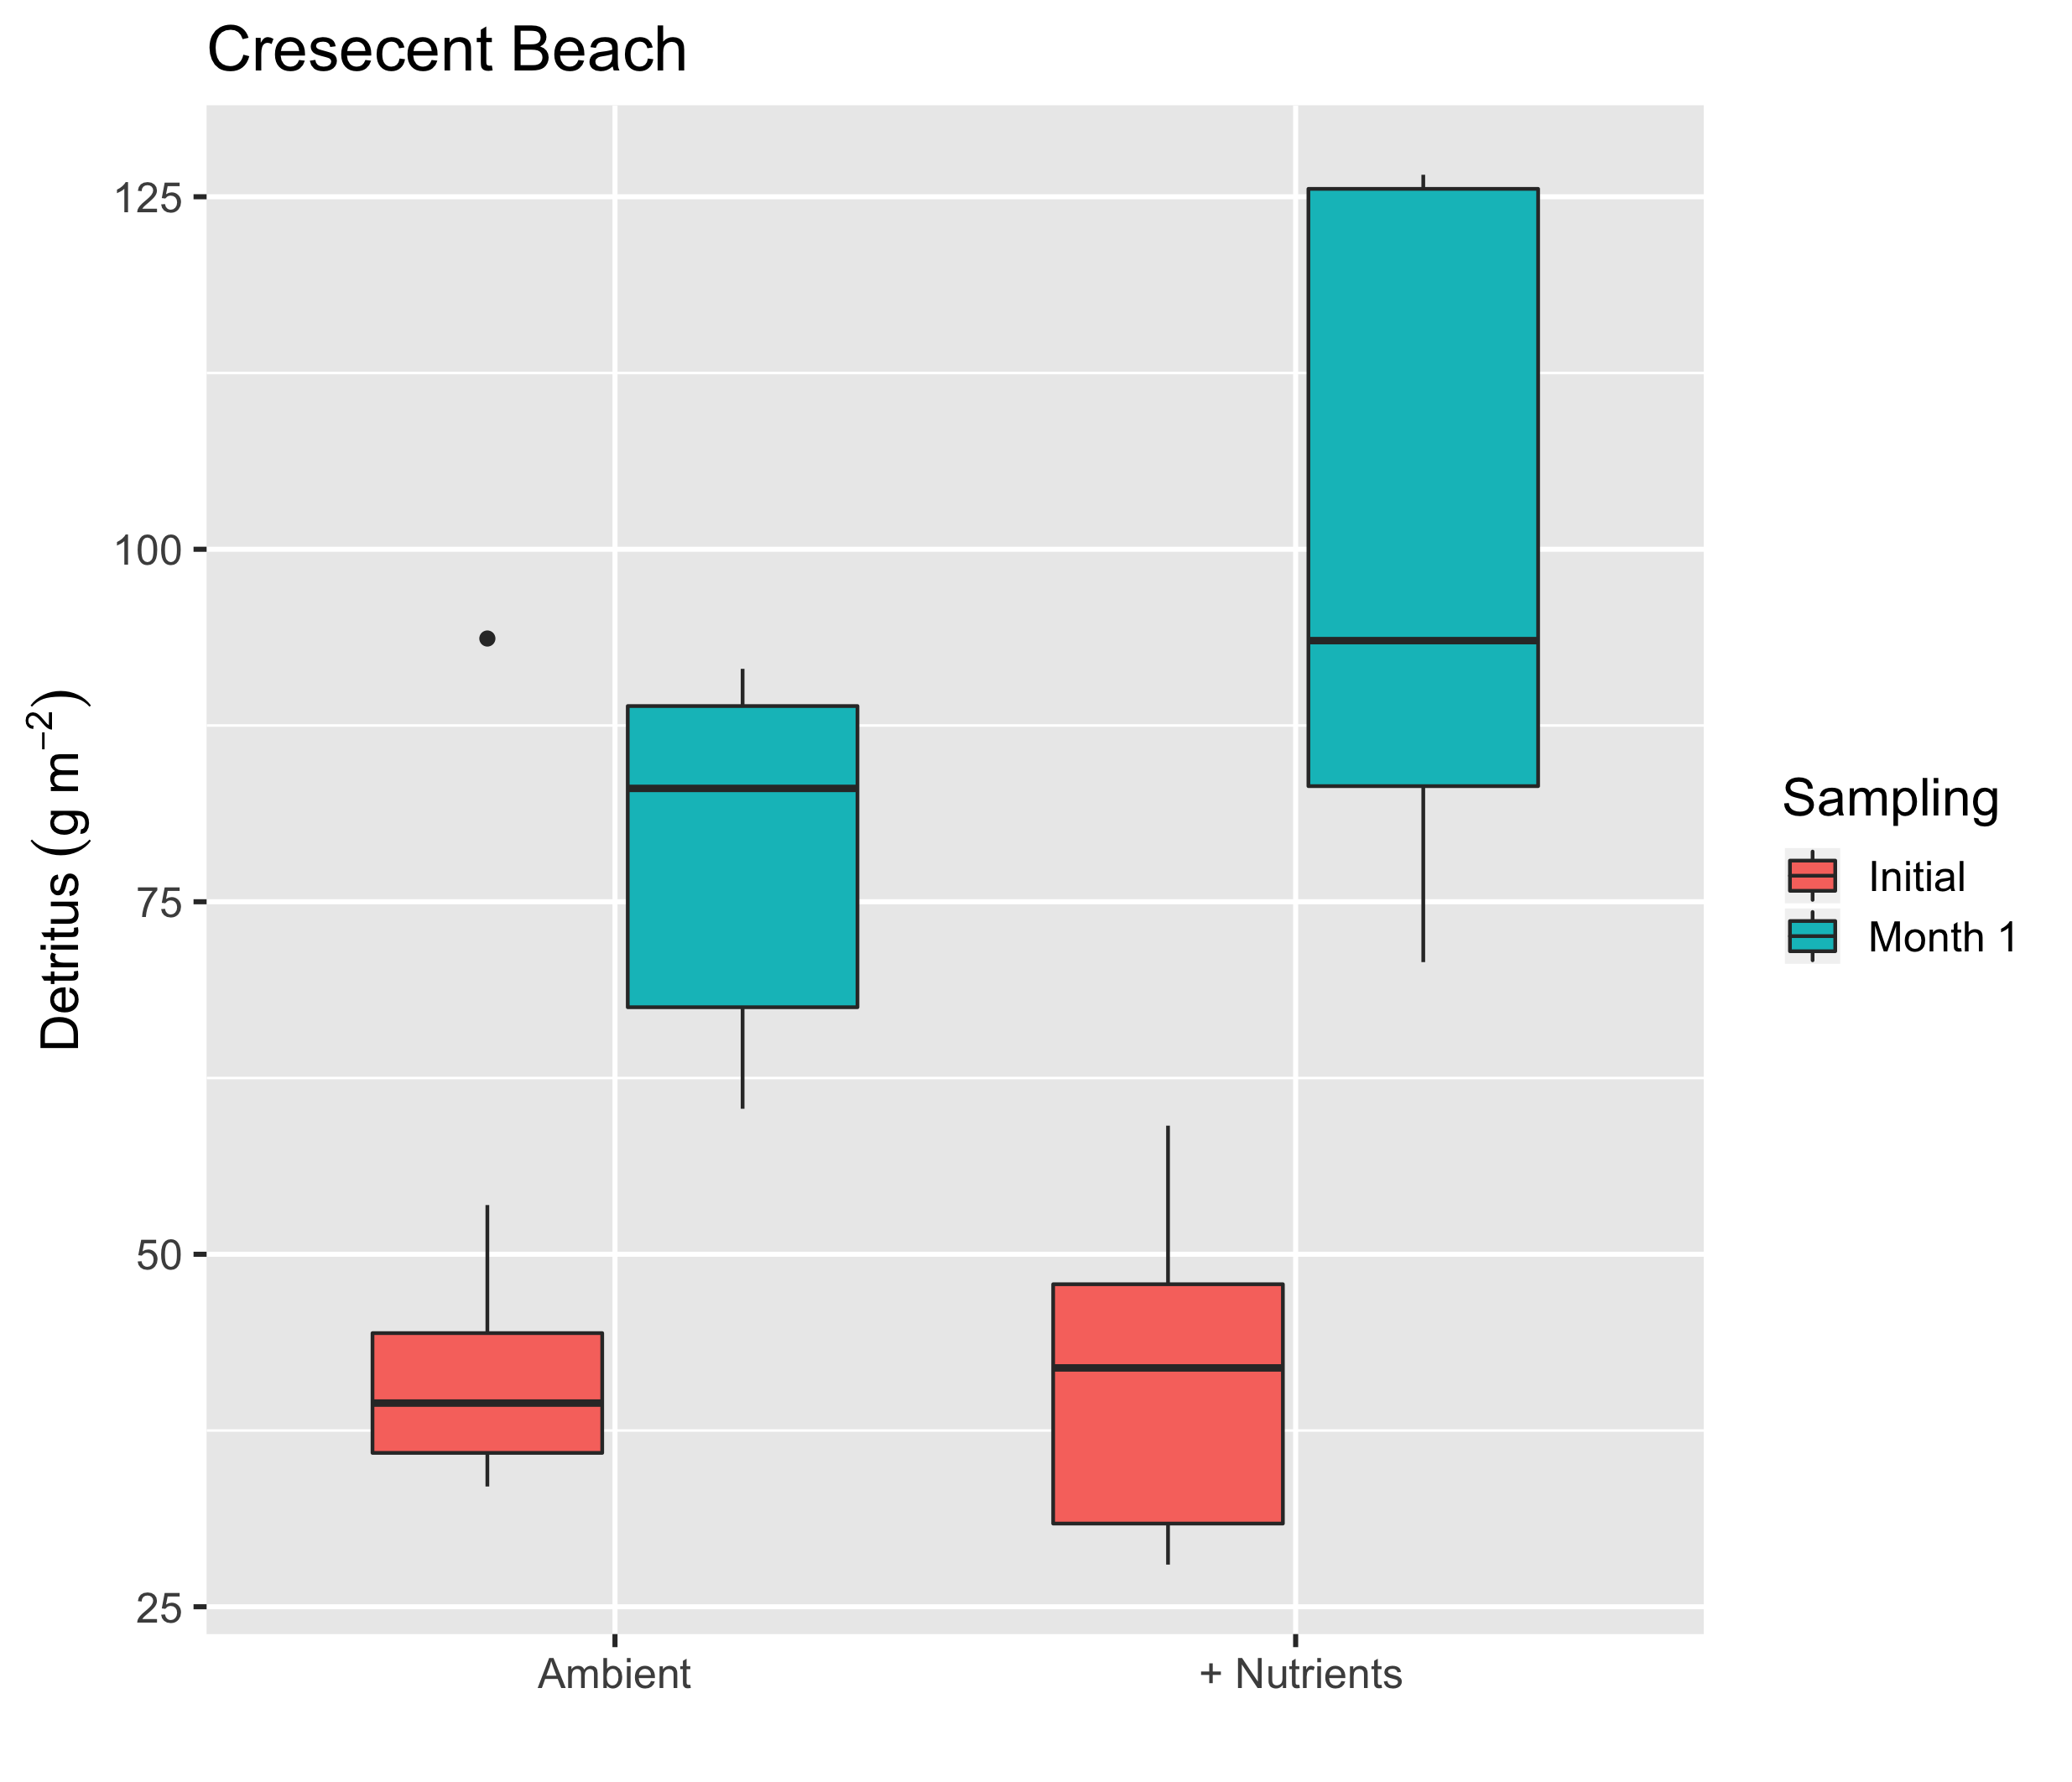 Cresecent Beach
125
100
75
50
25
Detritus (g m⁻²)
Ambient
+ Nutrients
Sampling
Initial
Month 1